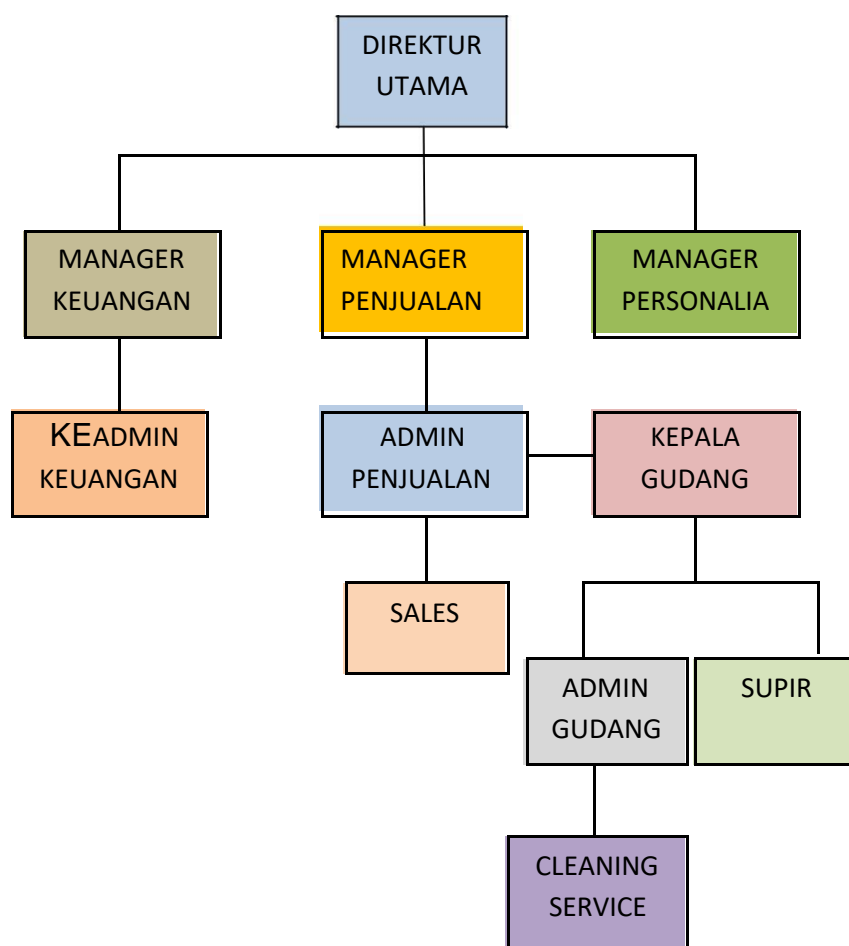 DIREKTUR
UTAMA
MANAGER
KEUANGAN
MANAGER
PENJUALAN
MANAGER
PERSONALIA
KEADMIN
KEUANGAN
ADMIN
PENJUALAN
KEPALA
GUDANG
SALES
ADMIN
GUDANG
SUPIR
CLEANING
SERVICE